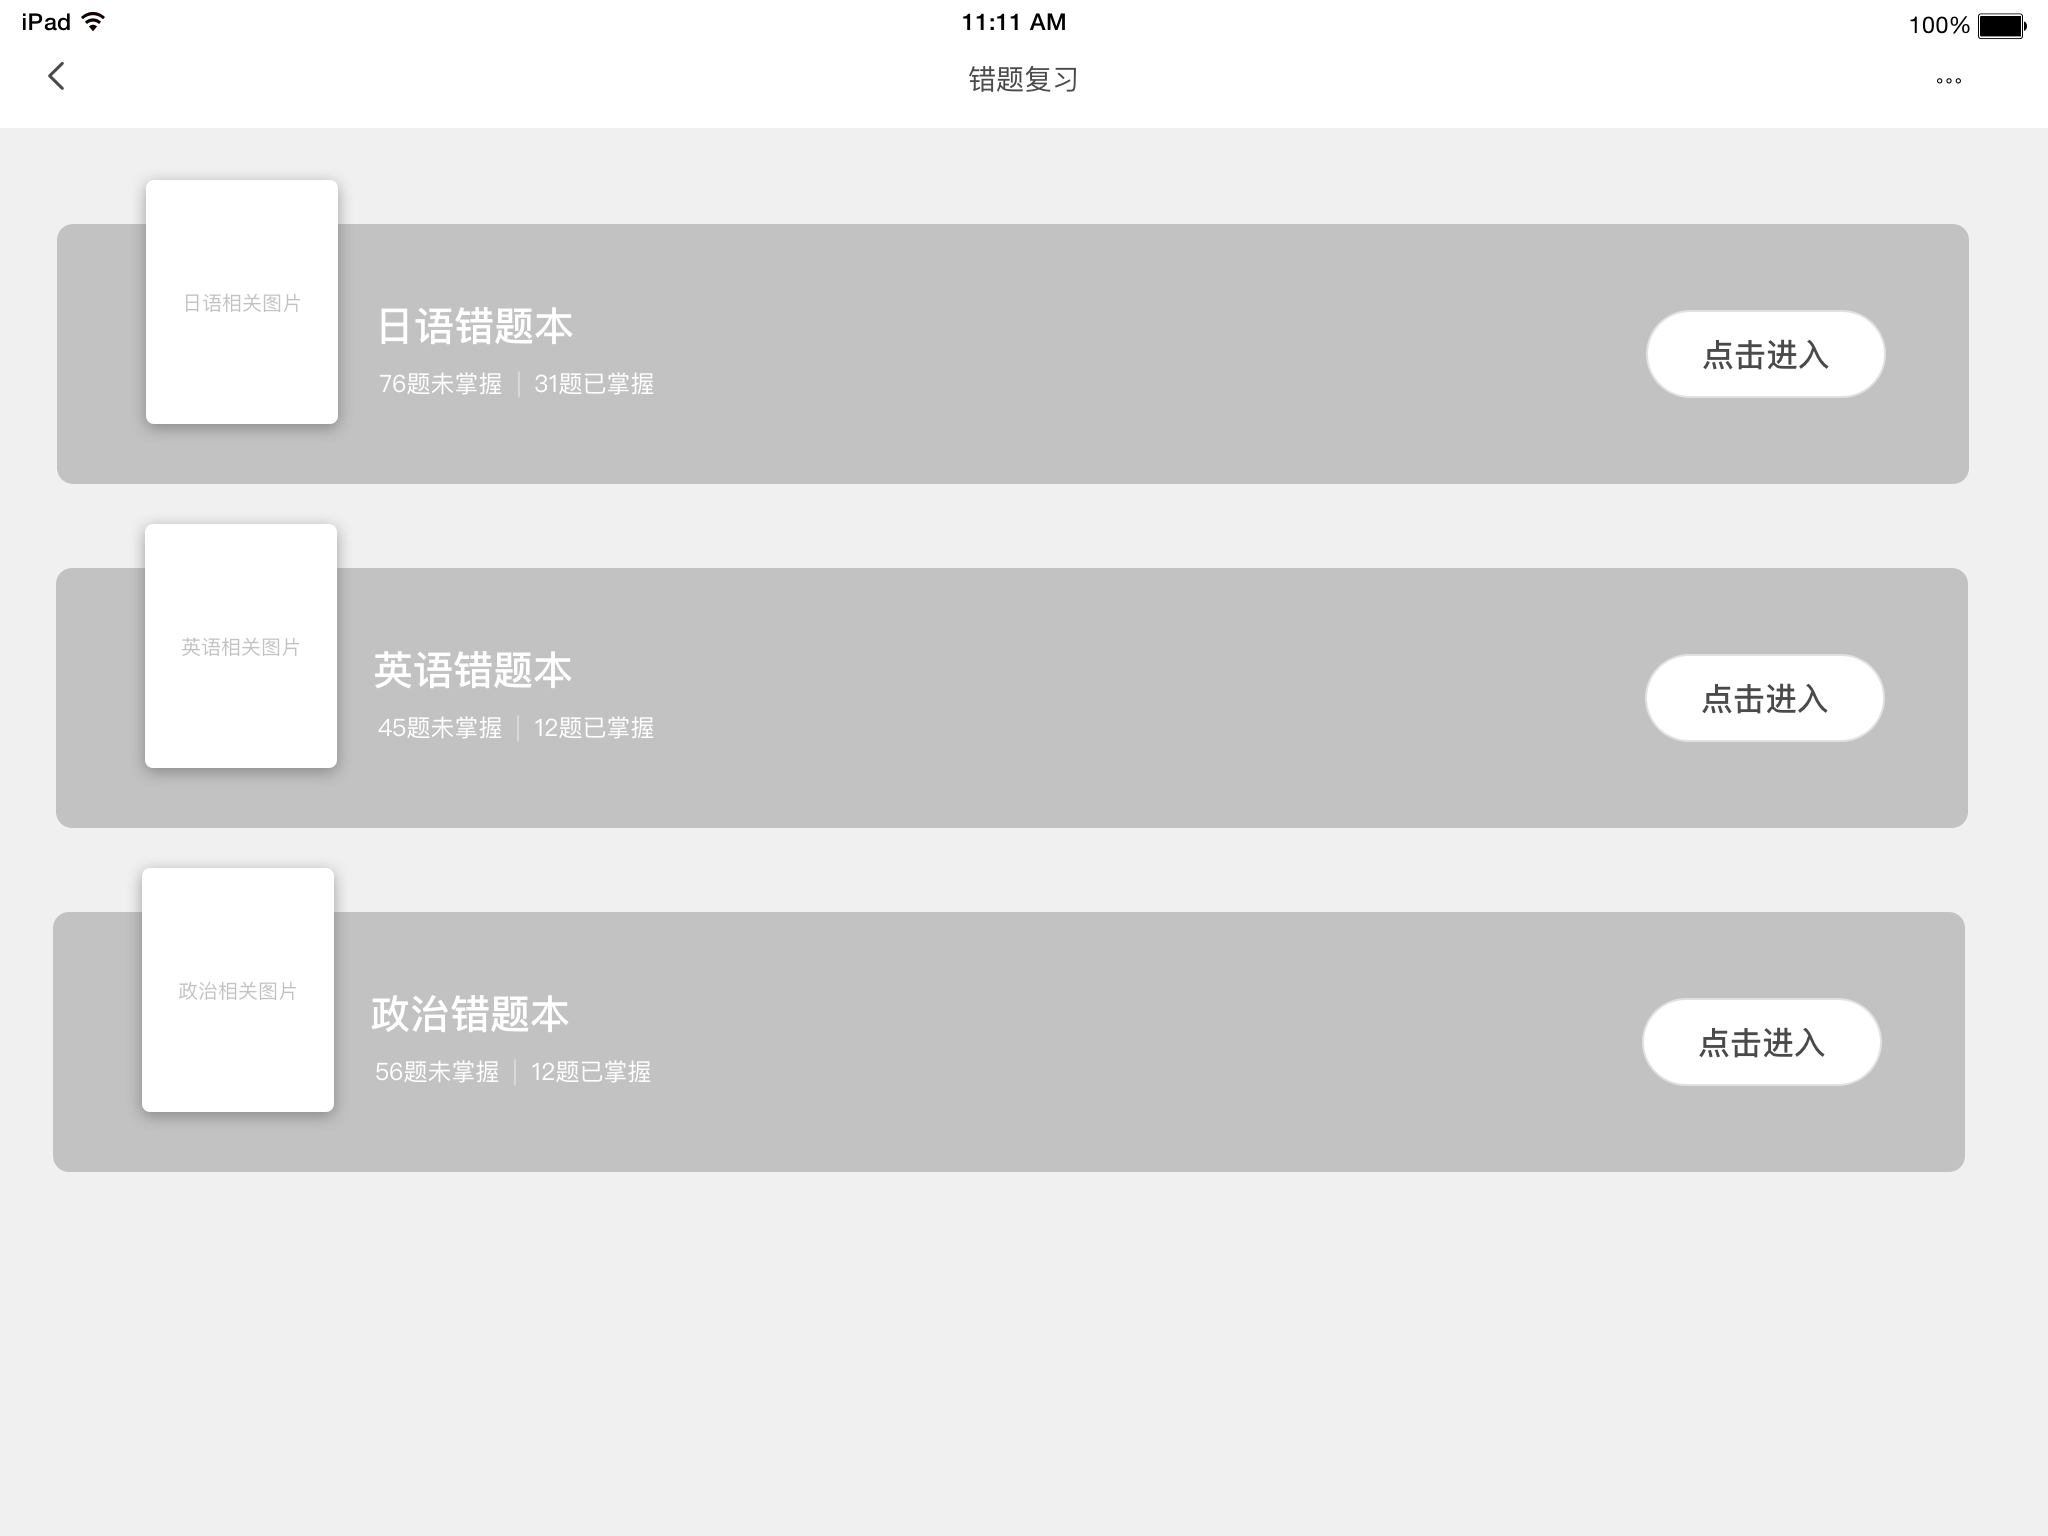 iPad 11:11 AM 100%
错题复习
日语相关图片
日语错题本
76题未掌握 31题已掌握
点击进入
英语相关图片
英语错题本
45题未掌握 12题已掌握
点击进入
政治相关图片
政治错题本
56题未掌握 12题已掌握
点击进入